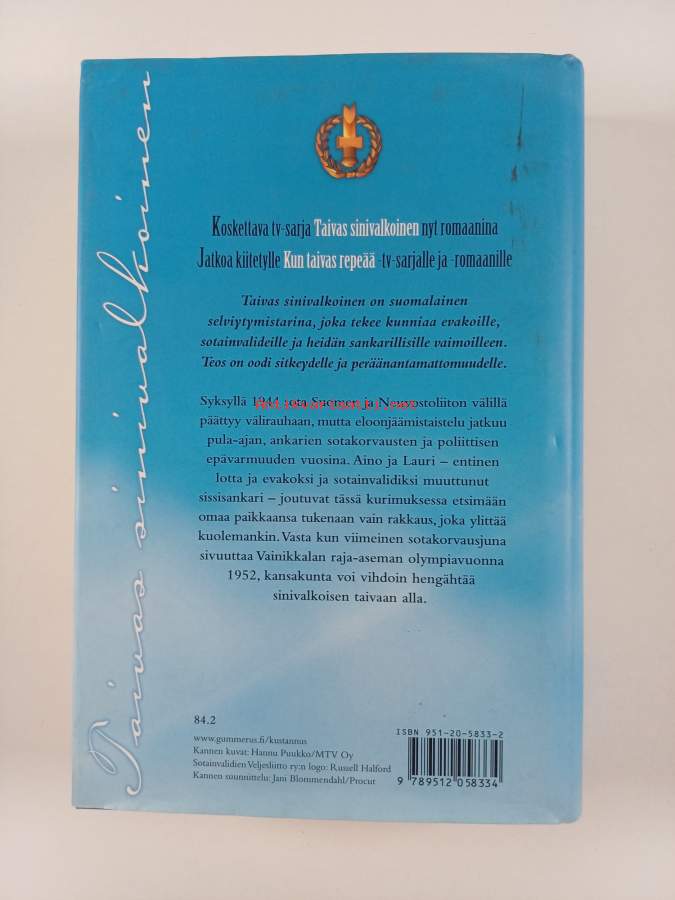 Taivas sinivalkoinen
Koskettava tv-sarja Taivas sinivalkoinen nyt romaanina
Jatkoa kiitetylle Kun taivas repeää -tv-sarjalle ja -romaanille
Taivas sinivalkoinen on suomalainen
selviytymistarina, joka tekee kunniaa evakoille,
sotainvalideille ja heidän sankarillisille vaimoilleen.
Teos on oodi sitkeydelle ja peräänantamattomuudelle.
Syksyllä 1944 sota Suomen ja Neuvostoliiton välillä
päättyy välirauhaan, mutta eloonjäämistaistelu jatkuu
pula-ajan, ankarien sotakorvausten ja poliittisen
epävarmuuden vuosina. Aino ja Lauri – entinen
lotta ja evakoksi ja sotainvalidiksi muuttunut
sissisankari – joutuvat tässä kurimuksessa etsimään
omaa paikkaansa tukenaan vain rakkaus, joka ylittää
kuolemankin. Vasta kun viimeinen sotakorvausjuna
sivuuttaa Vainikkalan raja-aseman olympiavuonna
1952, kansakunta voi vihdoin hengähtää
sinivalkoisen taivaan alla.
84.2
www.gummerus.fi/kustannus
Kannen kuvat: Hannu Puukko/MTV Oy
Sotainvalidien Veljesliitto ry:n logo: Russell Halford
Kannen suunnittelu: Jani Blommendahl/Procut
ISBN 951-20-5833-2
9 789512 058334